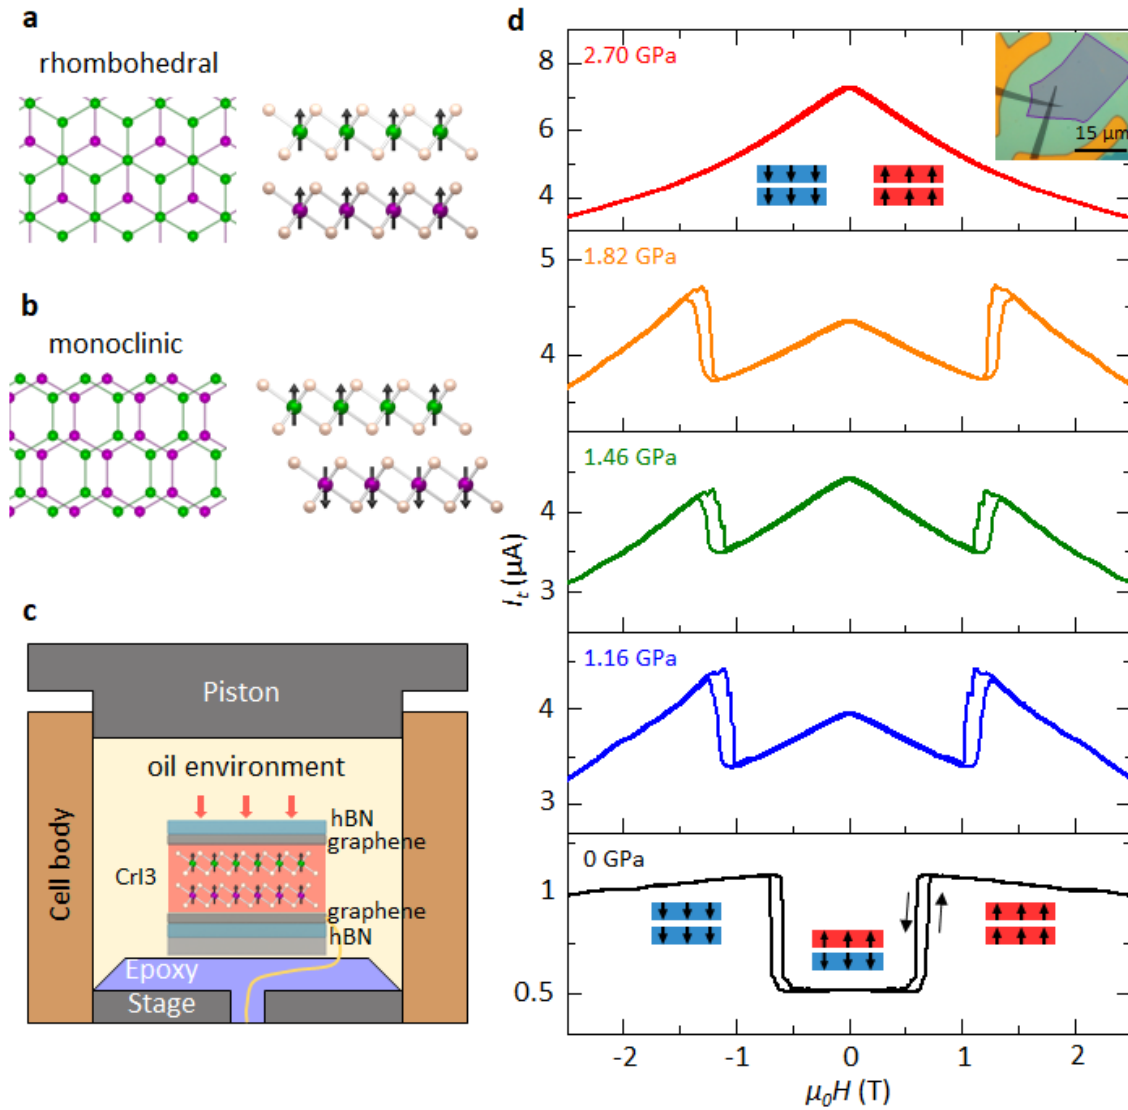 a
rhombohedral
b
monoclinic
c
Piston
oil environment
hBN
graphene
CrI3
graphene
hBN
Epoxy
Stage
Cell body
d
2.70 GPa
15 μm
8
6
4
1.82 GPa
5
4
1.46 GPa
4
3
1.16 GPa
4
3
0 GPa
1
0.5
-2 -1 0 1 2
μ₀H (T)
Iₜ (μA)